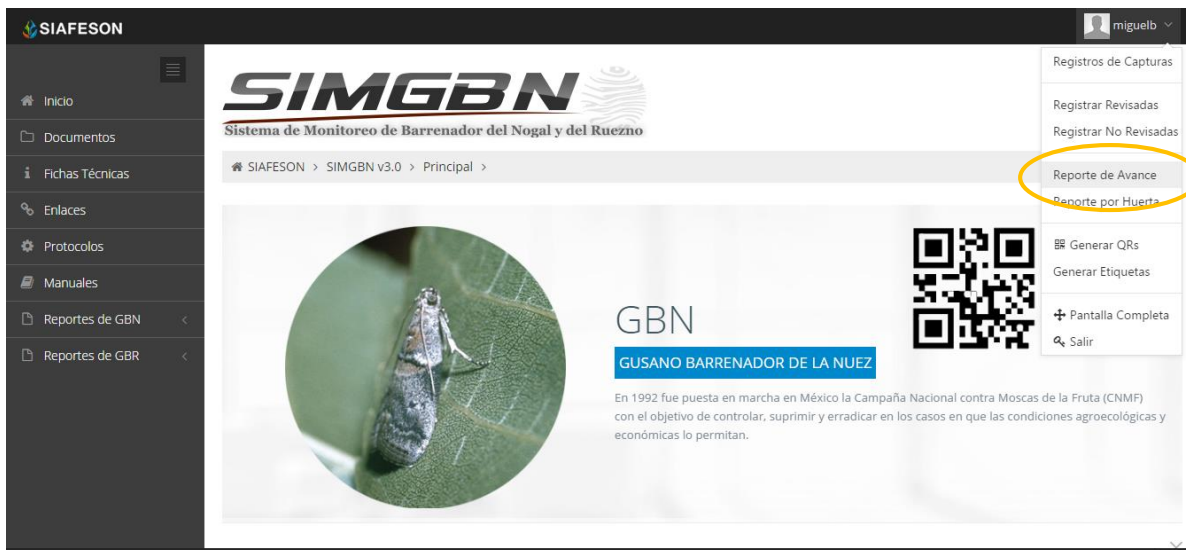 SIAFESON
miguelb
Inicio
Documentos
Fichas Técnicas
Enlaces
Protocolos
Manuales
Reportes de GBN
Reportes de GBR
SIMGBN
Sistema de Monitoreo de Barrenador del Nogal y del Ruezno
SIAFESON > SIMGBN v3.0 > Principal >
Registros de Capturas
Registrar Revisadas
Registrar No Revisadas
Reporte de Avance
Reporte por Huerta
Generar QRs
Generar Etiquetas
Pantalla Completa
Salir
GBN
GUSANO BARRENADOR DE LA NUEZ
En 1992 fue puesta en marcha en México la Campaña Nacional contra Moscas de la Fruta (CNMF)
con el objetivo de controlar, suprimir y erradicar en los casos en que las condiciones agroecológicas y
económicas lo permitan.